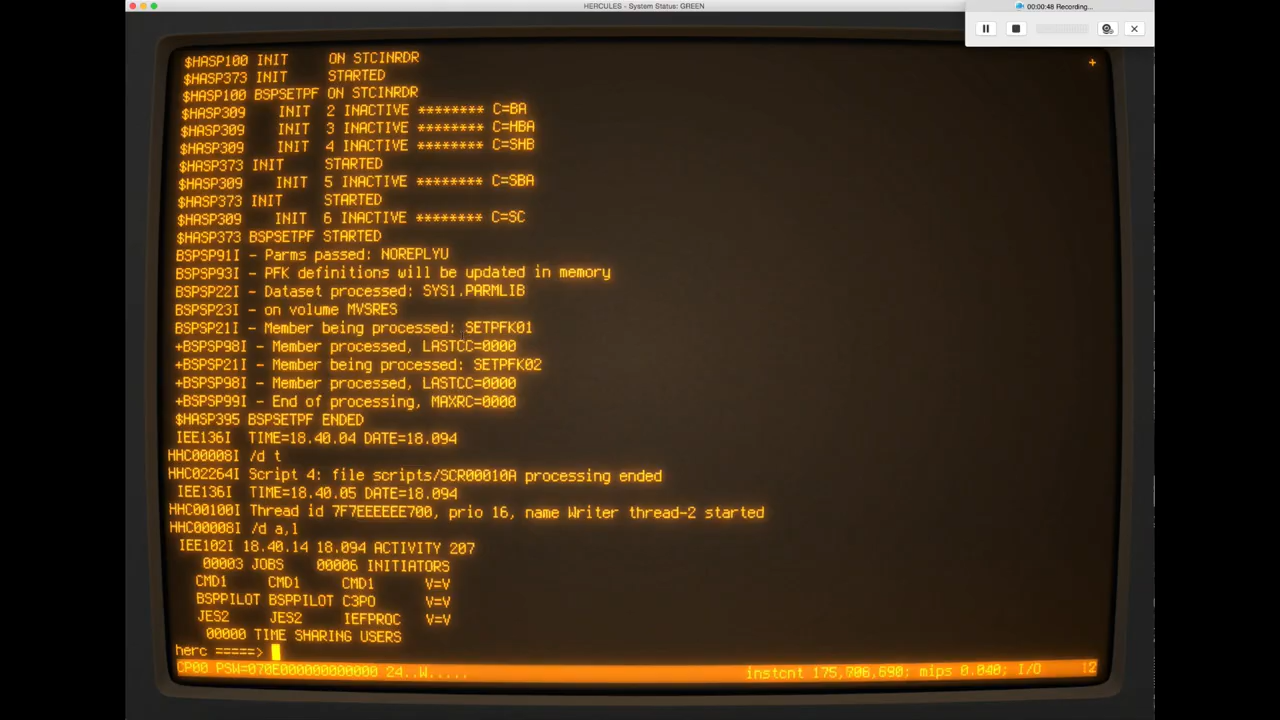 HERCULES - System Status: GREEN
00:00:48 Recording...
+
$HASP100 INIT     ON STCINRDR
$HASP373 INIT     STARTED
$HASP100 BSPSETPF ON STCINRDR
$HASP309    INIT  2 INACTIVE ******** C=BA
$HASP309    INIT  3 INACTIVE ******** C=HBA
$HASP309    INIT  4 INACTIVE ******** C=SHB
$HASP373 INIT     STARTED
$HASP309    INIT  5 INACTIVE ******** C=SBA
$HASP373 INIT     STARTED
$HASP309    INIT  6 INACTIVE ******** C=SC
$HASP373 BSPSETPF STARTED
BSPSP91I - Parms passed: NOREPLYU
BSPSP93I - PFK definitions will be updated in memory
BSPSP22I - Dataset processed: SYS1.PARMLIB
BSPSP23I - on volume MVSRES
BSPSP21I - Member being processed: SETPFK01
+BSPSP98I - Member processed, LASTCC=0000
+BSPSP21I - Member being processed: SETPFK02
+BSPSP98I - Member processed, LASTCC=0000
+BSPSP99I - End of processing, MAXRC=0000
$HASP395 BSPSETPF ENDED
IEE136I  TIME=18.40.04 DATE=18.094
HHC00008I /d t
HHC02264I Script 4: file scripts/SCR00010A processing ended
IEE136I  TIME=18.40.05 DATE=18.094
HHC00100I Thread id 7F7EEEEEE700, prio 16, name Writer thread-2 started
HHC00008I /d a,l
IEE102I 18.40.14 18.094 ACTIVITY 207
00003 JOBS    00006 INITIATORS
CMD1     CMD1     CMD1      V=V
BSPPILOT BSPPILOT C3PO      V=V
JES2     JES2     IEFPROC   V=V
00000 TIME SHARING USERS
herc =====>
CP00 PSW=070E000000000000 24..W..... instcnt 175,706,690; mips 0.040; I/O 12